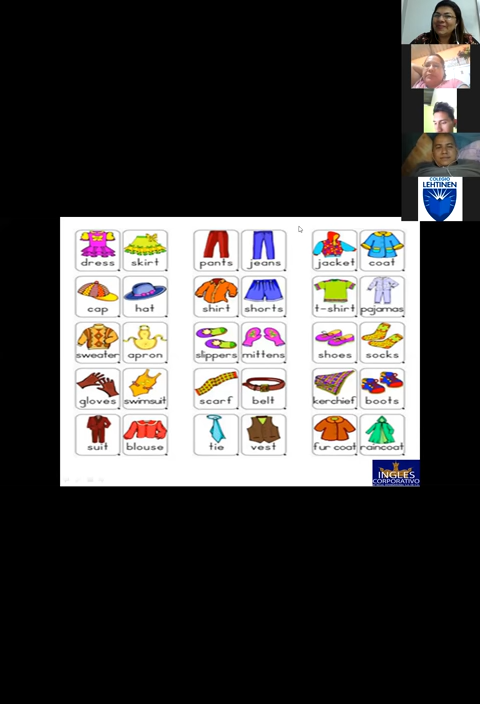 COLEGIO
LEHTINEN
dress skirt pants jeans jacket coat
cap hat shirt shorts t-shirt pajamas
sweater apron slippers mittens shoes socks
gloves swimsuit scarf belt kerchief boots
suit blouse tie vest fur coat raincoat
INGLES
CORPORATIVO